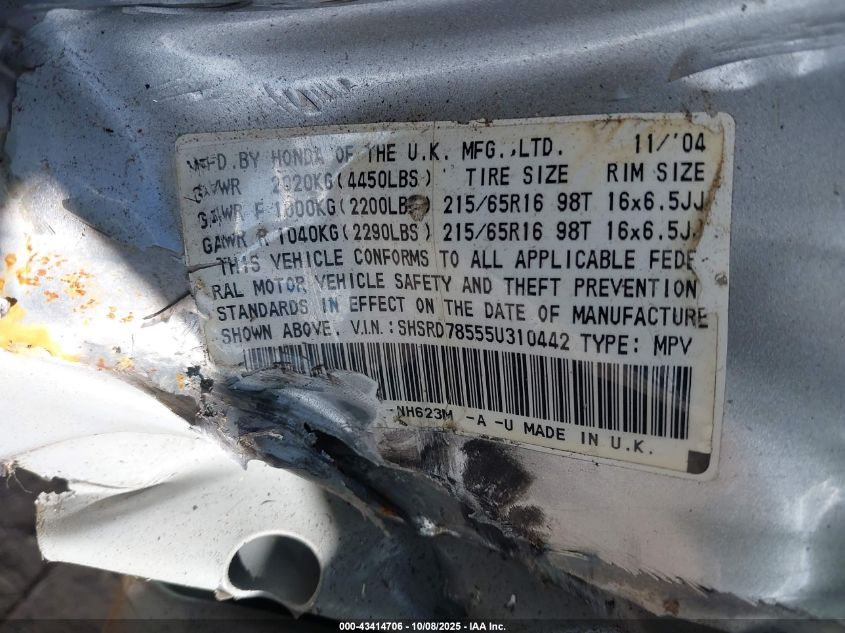 MFD. BY HONDA OF THE U.K. MFG.,LTD. 11/'04
GVWR 2020KG(4450LBS) TIRE SIZE RIM SIZE
GAWR F 1000KG(2200LBS) 215/65R16 98T 16x6.5JJ
GAWR R 1040KG(2290LBS) 215/65R16 98T 16x6.5JJ
THIS VEHICLE CONFORMS TO ALL APPLICABLE FEDE
RAL MOTOR VEHICLE SAFETY AND THEFT PREVENTION
STANDARDS IN EFFECT ON THE DATE OF MANUFACTURE
SHOWN ABOVE. V.I.N.:SHSRD78555U310442 TYPE: MPV
NH623M -A -U MADE IN U.K.
000-43414706 - 10/08/2025 - IAA Inc.